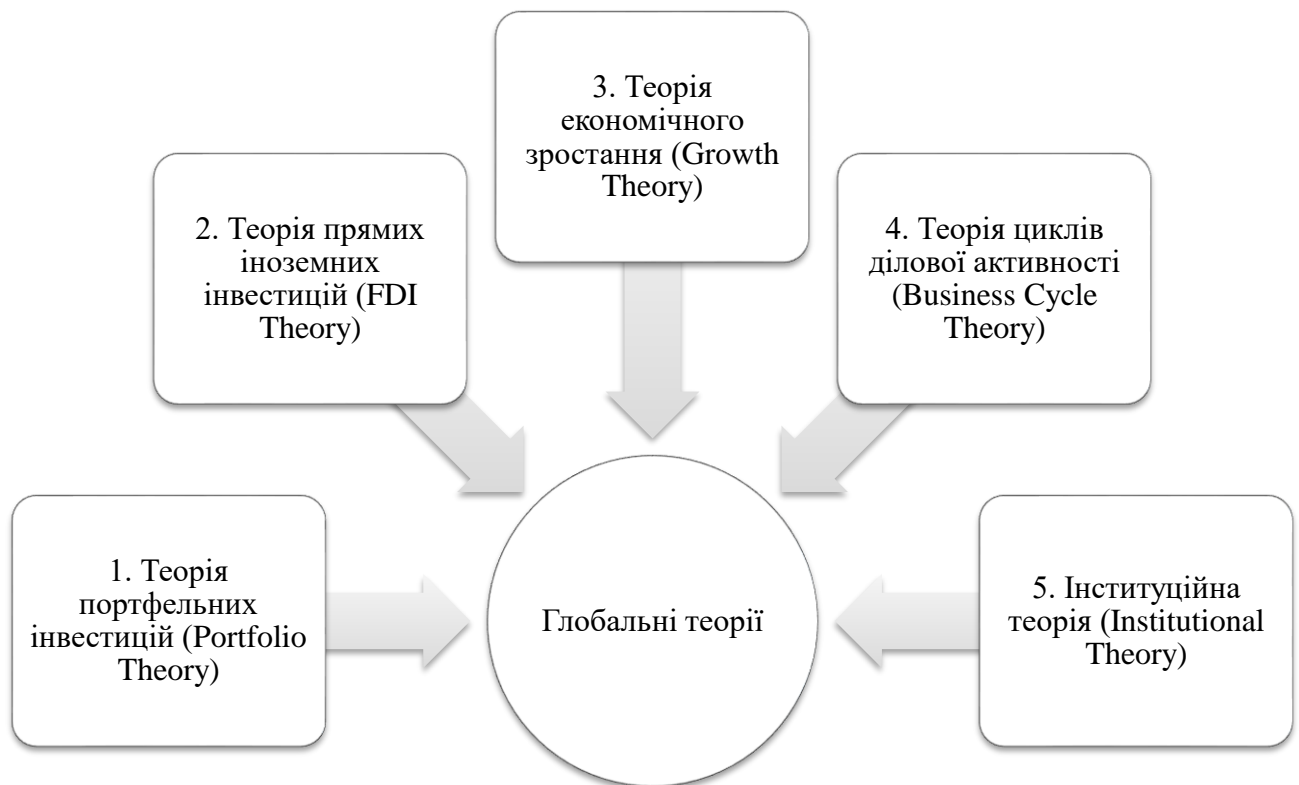 1. Теорія
портфельних
інвестицій (Portfolio
Theory)
2. Теорія прямих
іноземних
інвестицій (FDI
Theory)
3. Теорія
економічного
зростання (Growth
Theory)
4. Теорія циклів
ділової активності
(Business Cycle
Theory)
5. Інституційна
теорія (Institutional
Theory)
Глобальні теорії